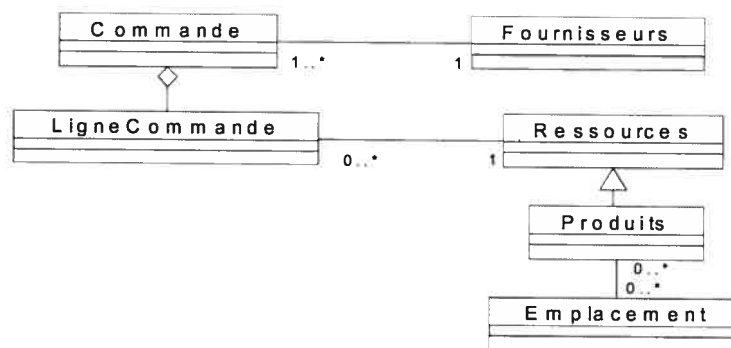 Commande
Fournisseurs
1..*
1
LigneCommande
Ressources
0..*
1
Produits
0..*
0..*
Emplacement